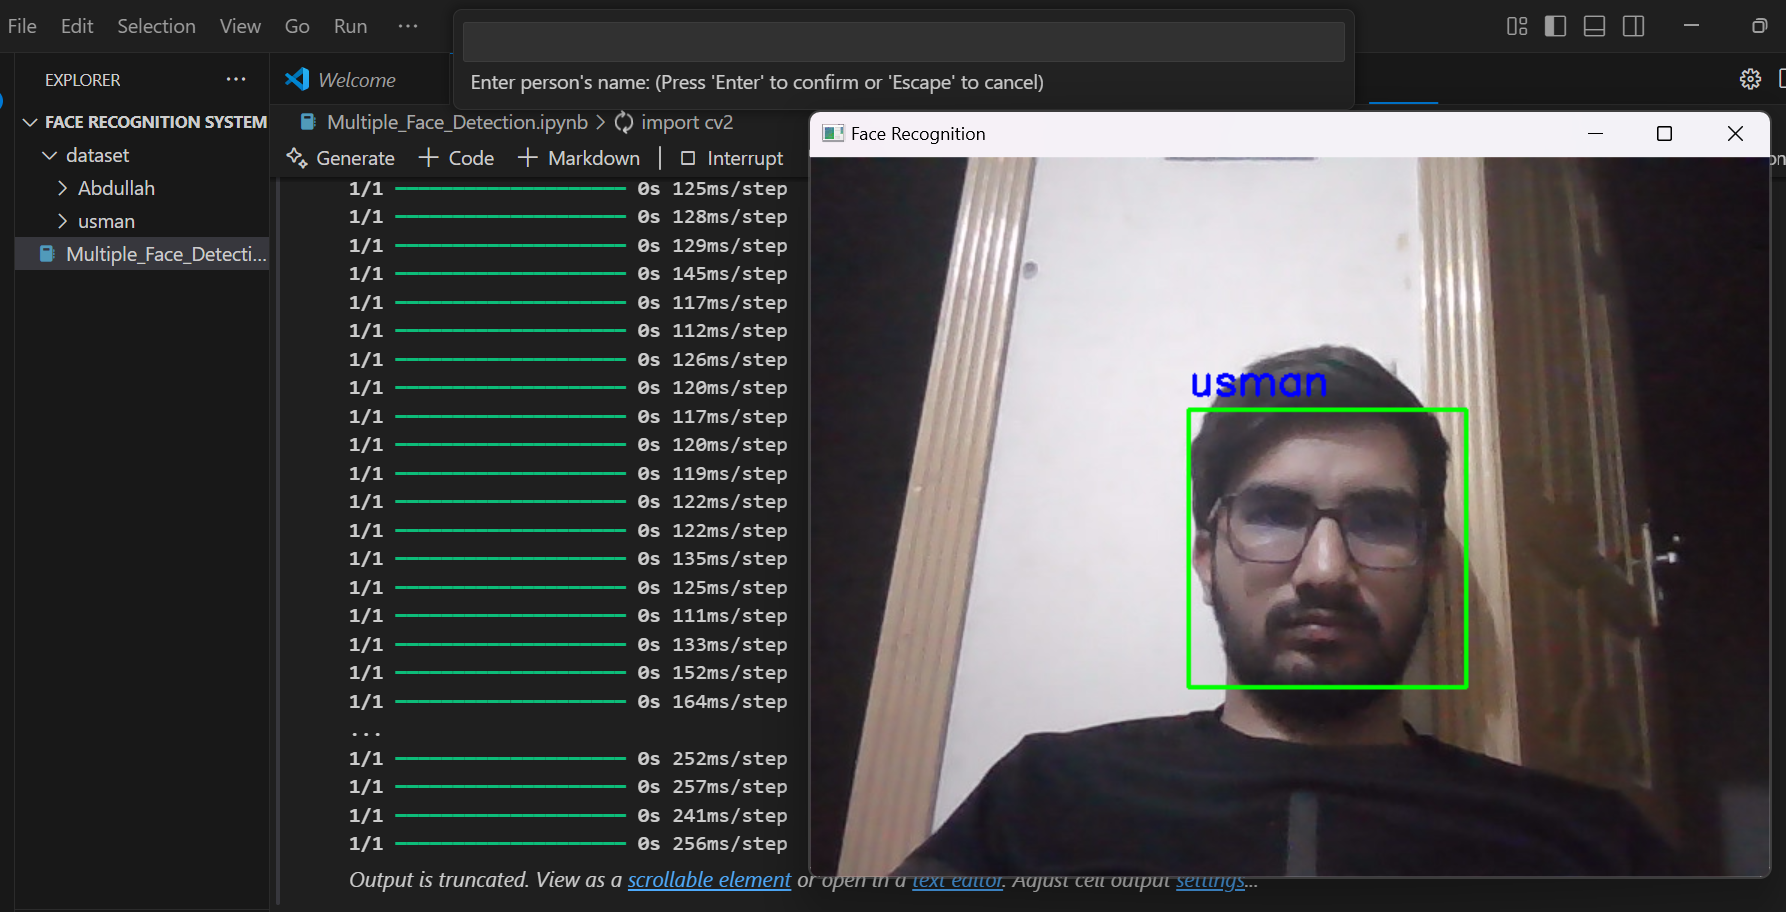 File Edit Selection View Go Run ···
Enter person's name: (Press 'Enter' to confirm or 'Escape' to cancel)
EXPLORER ···
Welcome
FACE RECOGNITION SYSTEM
dataset
Abdullah
usman
Multiple_Face_Detecti...
Multiple_Face_Detection.ipynb > import cv2
Generate + Code + Markdown | Interrupt
Face Recognition
1/1 0s 125ms/step
1/1 0s 128ms/step
1/1 0s 129ms/step
1/1 0s 145ms/step
1/1 0s 117ms/step
1/1 0s 112ms/step
1/1 0s 126ms/step
1/1 0s 120ms/step
1/1 0s 117ms/step
1/1 0s 120ms/step
1/1 0s 119ms/step
1/1 0s 122ms/step
1/1 0s 122ms/step
1/1 0s 135ms/step
1/1 0s 125ms/step
1/1 0s 111ms/step
1/1 0s 133ms/step
1/1 0s 152ms/step
1/1 0s 164ms/step
...
1/1 0s 252ms/step
1/1 0s 257ms/step
1/1 0s 241ms/step
1/1 0s 256ms/step
Output is truncated. View as a scrollable element or open in a text editor. Adjust cell output settings...
usman